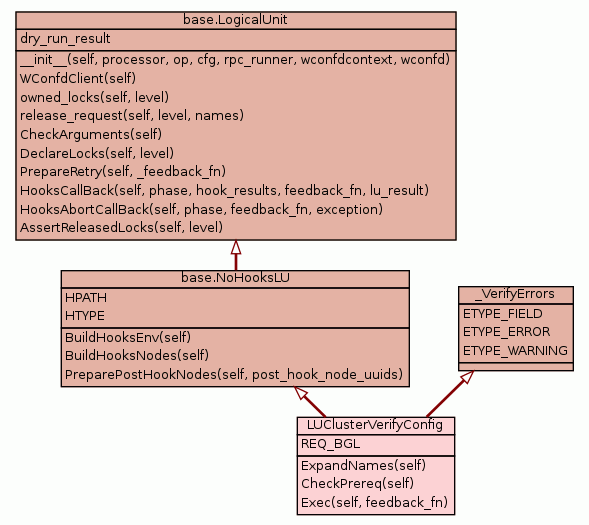 base.LogicalUnit
dry_run_result
__init__(self, processor, op, cfg, rpc_runner, wconfdcontext, wconfd)
WConfdClient(self)
owned_locks(self, level)
release_request(self, level, names)
CheckArguments(self)
DeclareLocks(self, level)
PrepareRetry(self, _feedback_fn)
HooksCallBack(self, phase, hook_results, feedback_fn, lu_result)
HooksAbortCallBack(self, phase, feedback_fn, exception)
AssertReleasedLocks(self, level)
base.NoHooksLU
HPATH
HTYPE
BuildHooksEnv(self)
BuildHooksNodes(self)
PreparePostHookNodes(self, post_hook_node_uuids)
_VerifyErrors
ETYPE_FIELD
ETYPE_ERROR
ETYPE_WARNING
LUClusterVerifyConfig
REQ_BGL
ExpandNames(self)
CheckPrereq(self)
Exec(self, feedback_fn)